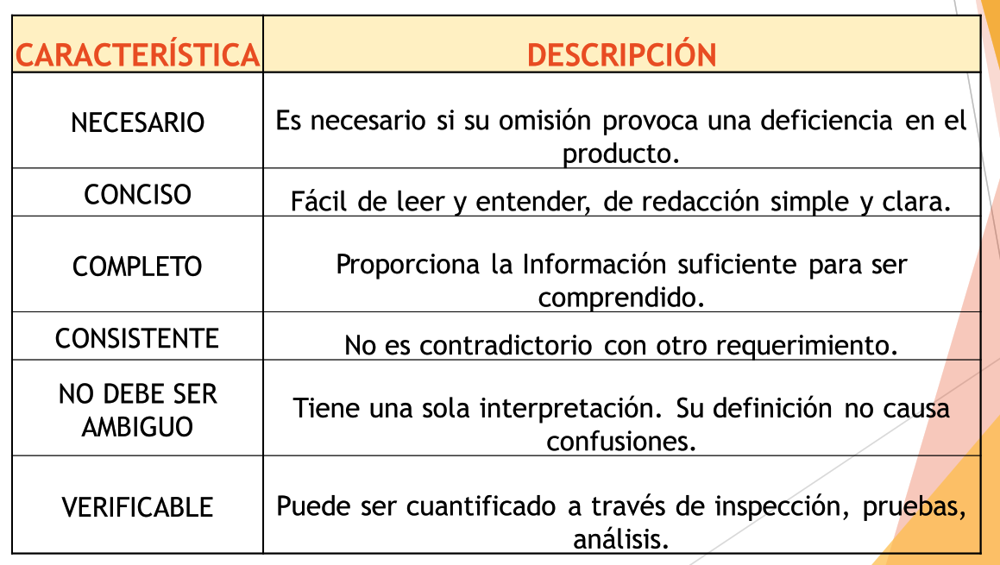 CARACTERÍSTICA DESCRIPCIÓN
NECESARIO
Es necesario si su omisión provoca una deficiencia en el
producto.
CONCISO
Fácil de leer y entender, de redacción simple y clara.
COMPLETO
Proporciona la Información suficiente para ser
comprendido.
CONSISTENTE
No es contradictorio con otro requerimiento.
NO DEBE SER
AMBIGUO
Tiene una sola interpretación. Su definición no causa
confusiones.
VERIFICABLE
Puede ser cuantificado a través de inspección, pruebas,
análisis.